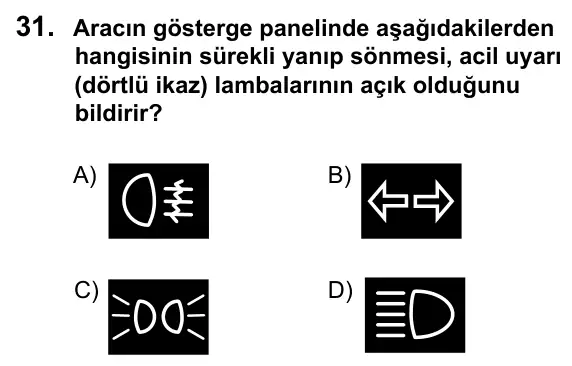 31. Aracın gösterge panelinde aşağıdakilerden
hangisinin sürekli yanıp sönmesi, acil uyarı
(dörtlü ikaz) lambalarının açık olduğunu
bildirir?
A) B)
C) D)